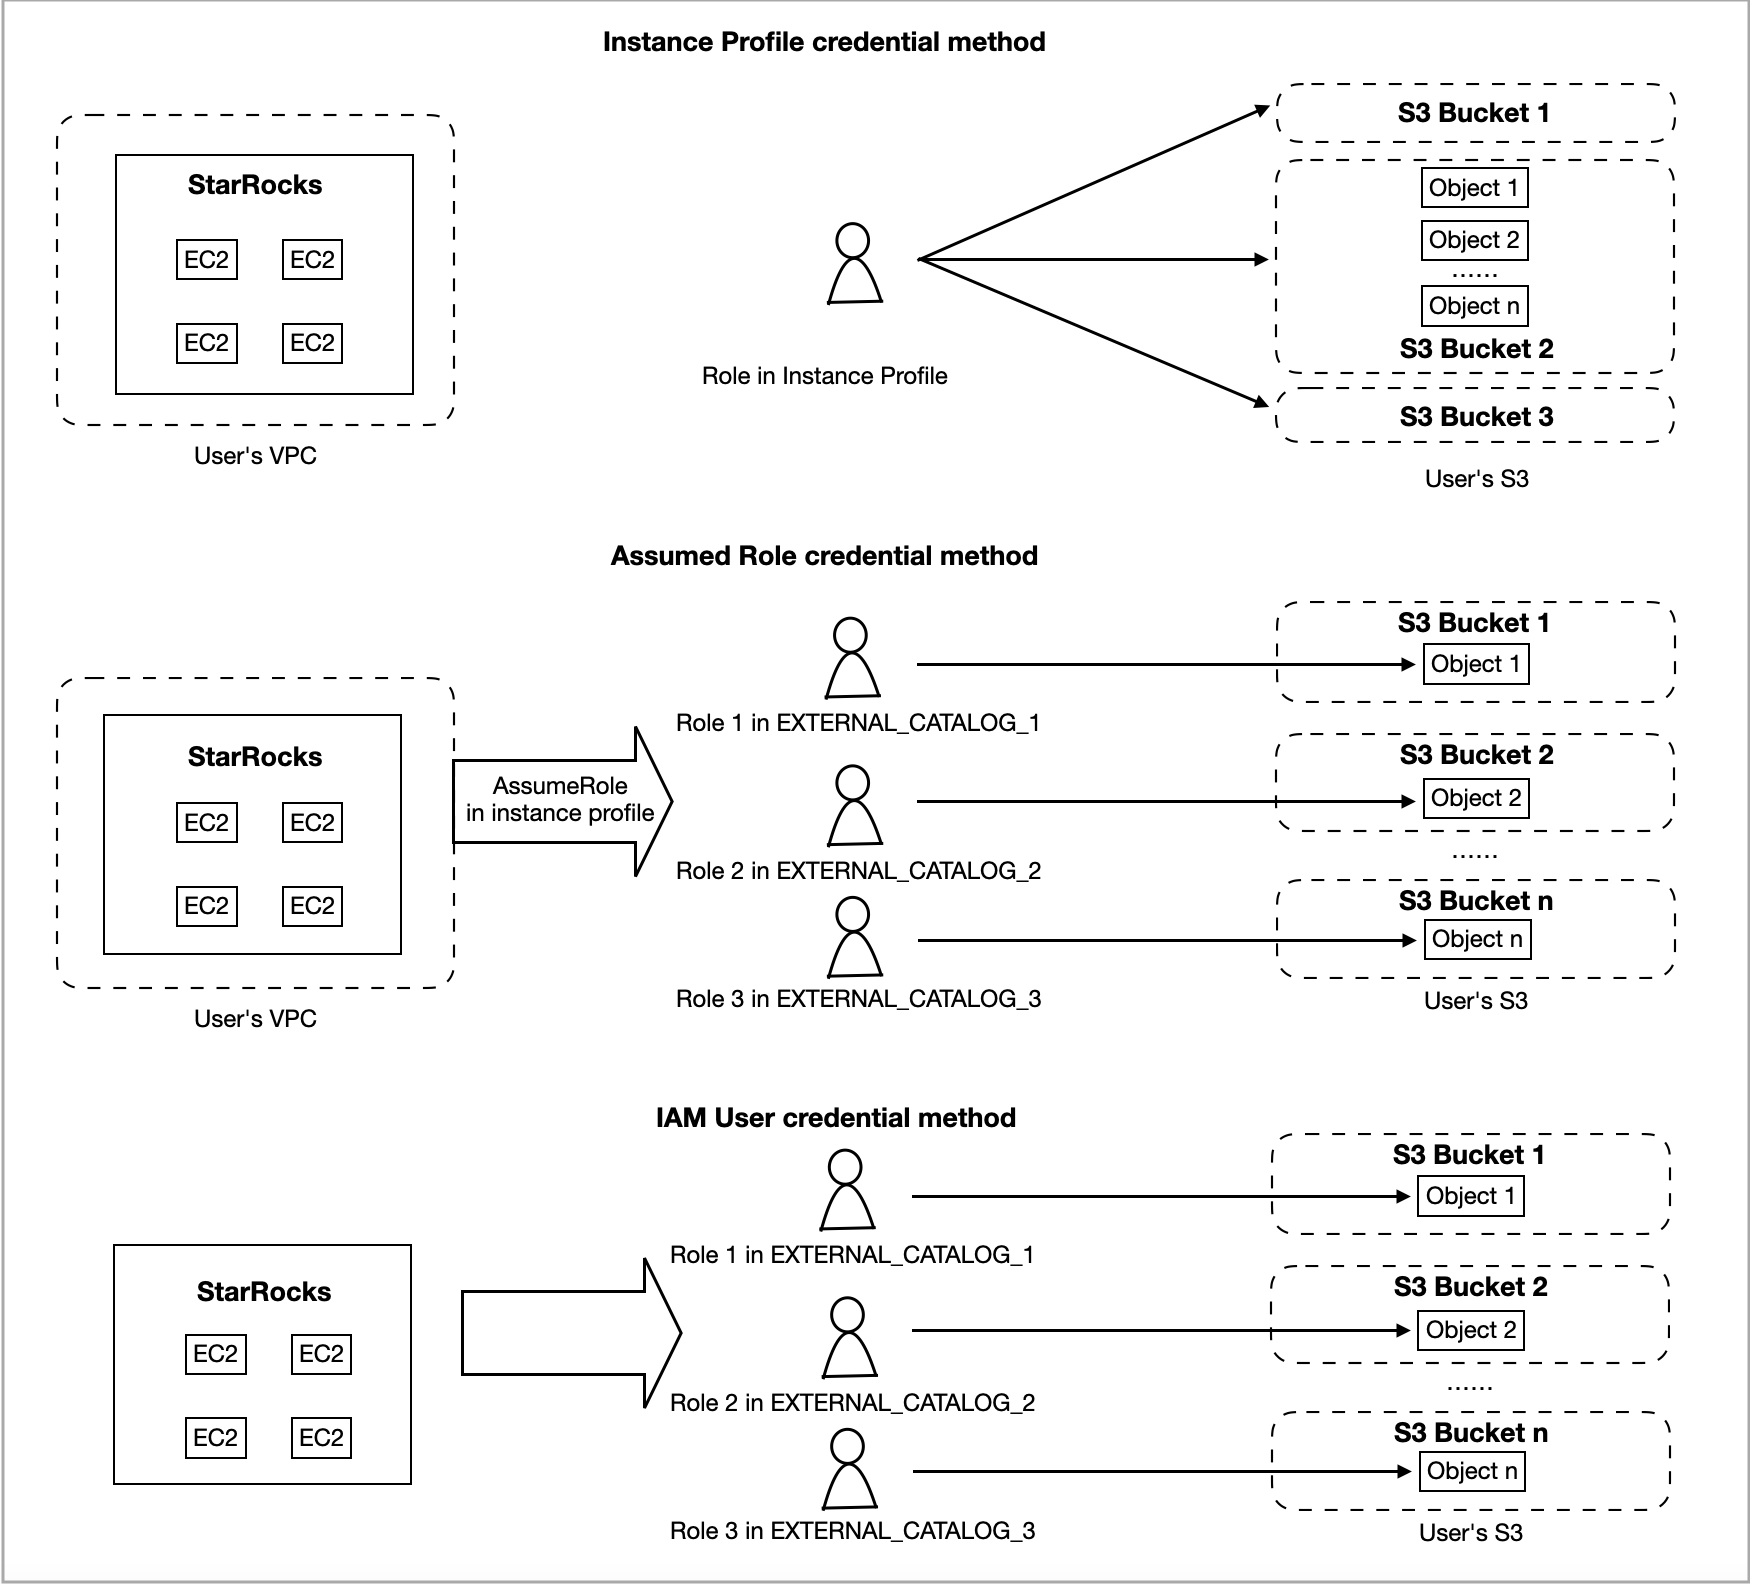 Instance Profile credential method
StarRocks
EC2
EC2
EC2
EC2
User's VPC
Role in Instance Profile
S3 Bucket 1
Object 1
Object 2
......
Object n
S3 Bucket 2
S3 Bucket 3
User's S3
Assumed Role credential method
StarRocks
EC2
EC2
EC2
EC2
User's VPC
AssumeRole
in instance profile
Role 1 in EXTERNAL_CATALOG_1
Role 2 in EXTERNAL_CATALOG_2
Role 3 in EXTERNAL_CATALOG_3
S3 Bucket 1
Object 1
S3 Bucket 2
Object 2
......
S3 Bucket n
Object n
User's S3
IAM User credential method
StarRocks
EC2
EC2
EC2
EC2
Role 1 in EXTERNAL_CATALOG_1
Role 2 in EXTERNAL_CATALOG_2
Role 3 in EXTERNAL_CATALOG_3
S3 Bucket 1
Object 1
S3 Bucket 2
Object 2
......
S3 Bucket n
Object n
User's S3